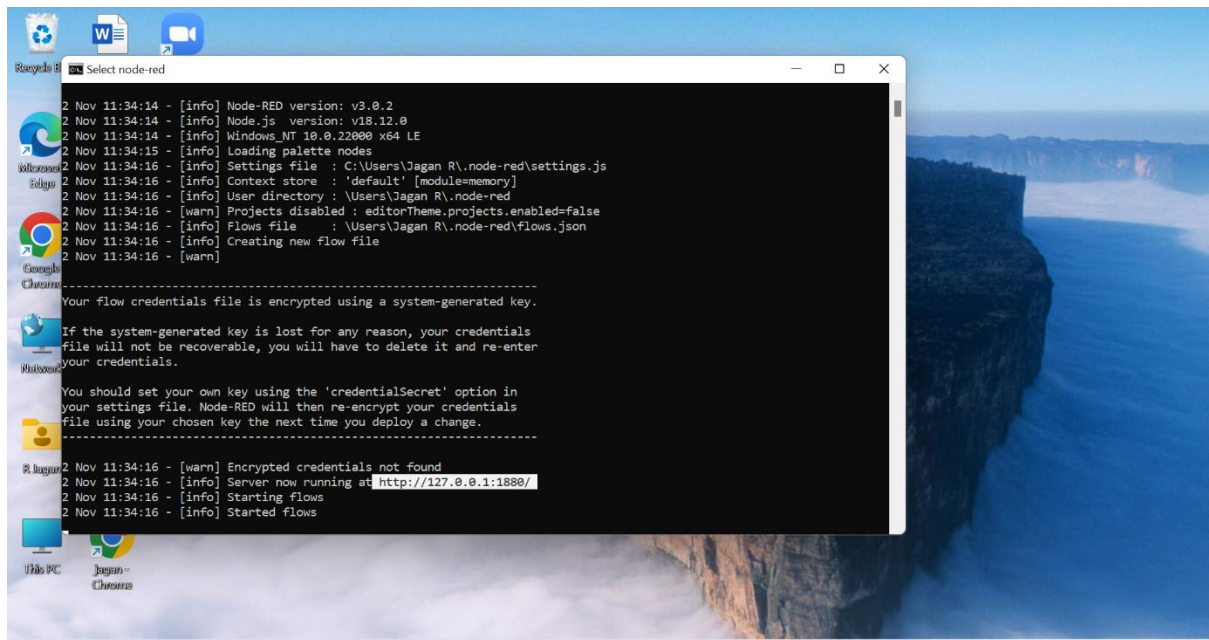 Recycle B
W
Select node-red
C:\.
2 Nov 11:34:14 - [info] Node-RED version: v3.0.2
2 Nov 11:34:14 - [info] Node.js  version: v18.12.0
2 Nov 11:34:14 - [info] Windows_NT 10.0.22000 x64 LE
2 Nov 11:34:15 - [info] Loading palette nodes
2 Nov 11:34:16 - [info] Settings file  : C:\Users\Jagan R\.node-red\settings.js
2 Nov 11:34:16 - [info] Context store  : 'default' [module=memory]
2 Nov 11:34:16 - [info] User directory : \Users\Jagan R\.node-red
2 Nov 11:34:16 - [warn] Projects disabled : editorTheme.projects.enabled=false
2 Nov 11:34:16 - [info] Flows file     : \Users\Jagan R\.node-red\flows.json
2 Nov 11:34:16 - [info] Creating new flow file
2 Nov 11:34:16 - [warn]
---------------------------------------------------------------------
Your flow credentials file is encrypted using a system-generated key.
If the system-generated key is lost for any reason, your credentials
file will not be recoverable, you will have to delete it and re-enter
your credentials.
You should set your own key using the 'credentialSecret' option in
your settings file. Node-RED will then re-encrypt your credentials
file using your chosen key the next time you deploy a change.
---------------------------------------------------------------------
2 Nov 11:34:16 - [warn] Encrypted credentials not found
2 Nov 11:34:16 - [info] Server now running at http://127.0.0.1:1880/
2 Nov 11:34:16 - [info] Starting flows
2 Nov 11:34:16 - [info] Started flows
Microsof
Edge
Google
Chrome
Network
R Jagan
This PC
Jagan -
Chrome